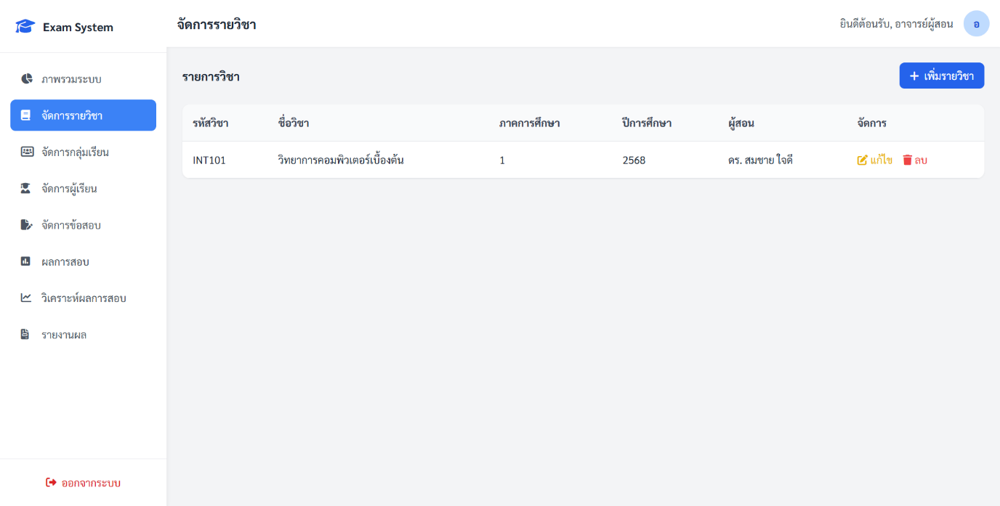 Exam System
จัดการรายวิชา
ยินดีต้อนรับ, อาจารย์ผู้สอน
อ
ภาพรวมระบบ
จัดการรายวิชา
จัดการกลุ่มเรียน
จัดการผู้เรียน
จัดการข้อสอบ
ผลการสอบ
วิเคราะห์ผลการสอบ
รายงานผล
ออกจากระบบ
รายการวิชา
เพิ่มรายวิชา
รหัสวิชา ชื่อวิชา ภาคการศึกษา ปีการศึกษา ผู้สอน จัดการ
INT101 วิทยาการคอมพิวเตอร์เบื้องต้น 1 2568 ดร. สมชาย ใจดี แก้ไข ลบ